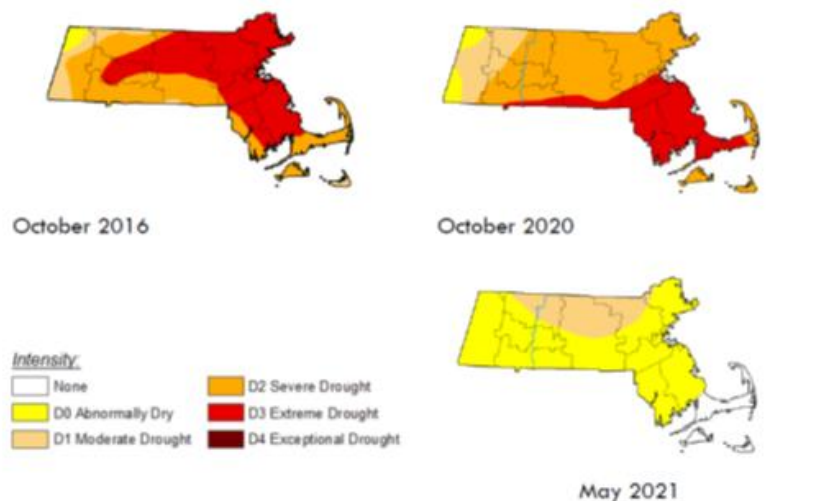 October 2016
October 2020
Intensity:
None
D0 Abnormally Dry
D1 Moderate Drought
D2 Severe Drought
D3 Extreme Drought
D4 Exceptional Drought
May 2021